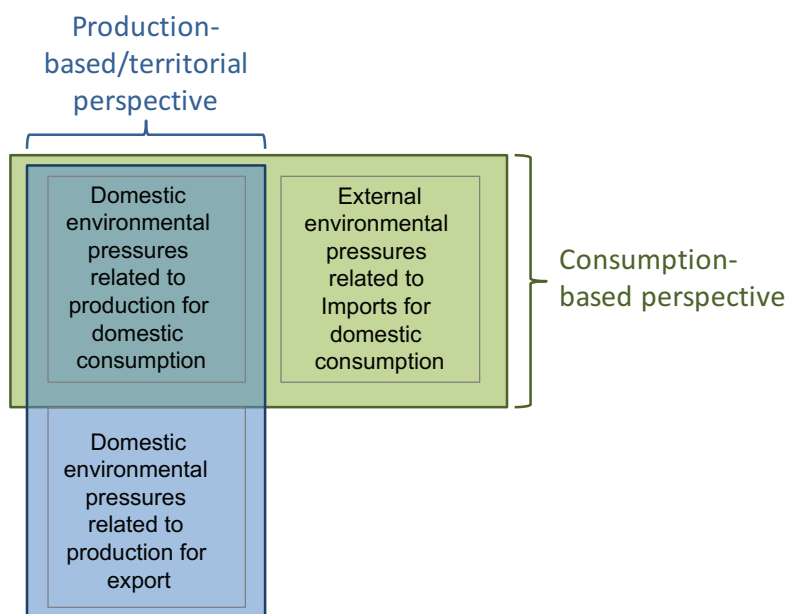 Production-
based/territorial
perspective
Domestic
environmental
pressures
related to
production for
domestic
consumption
External
environmental
pressures
related to
Imports for
domestic
consumption
Consumption-
based perspective
Domestic
environmental
pressures
related to
production for
export